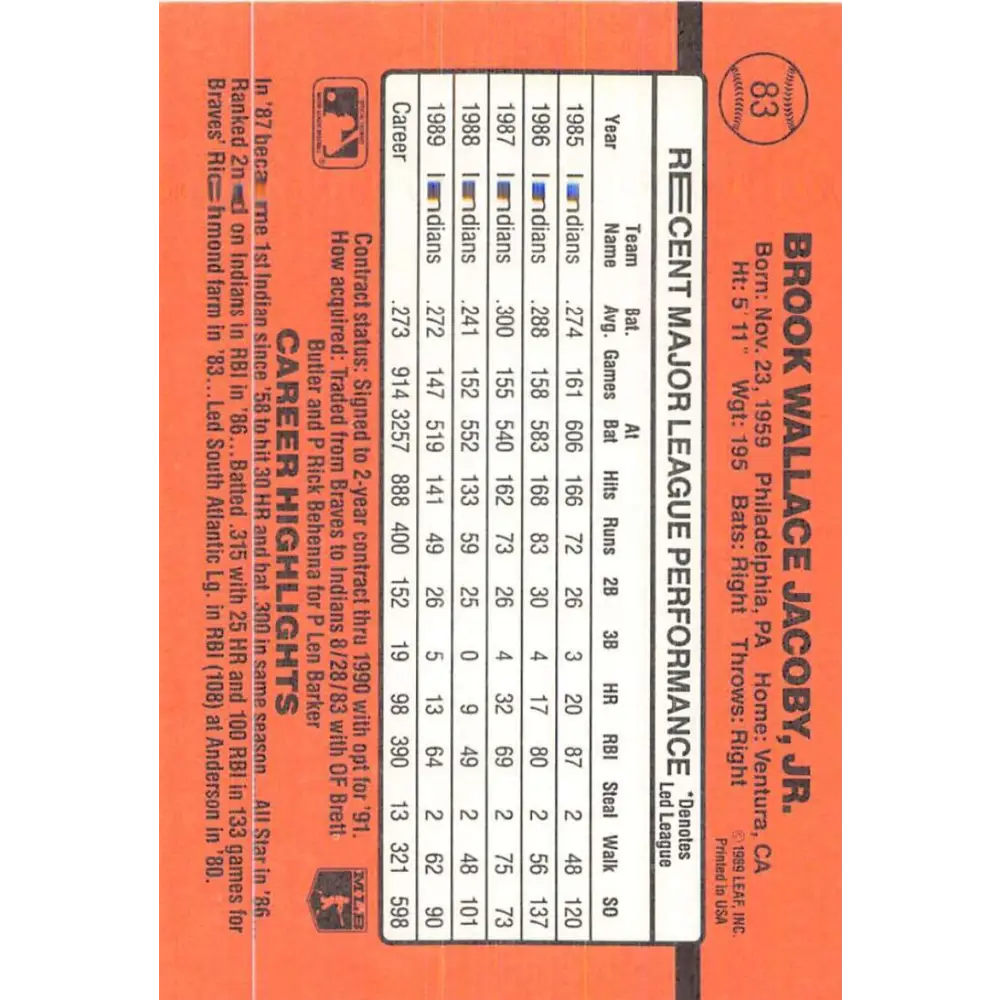 83
BROOK WALLACE JACOBY, JR.
Born: Nov. 23, 1959 Philadelphia, PA Home: Ventura, CA
Ht: 5'11" Wgt: 195 Bats: Right Throws: Right
© 1989 LEAF, INC.
Printed in USA
RECENT MAJOR LEAGUE PERFORMANCE
*Denotes
Led League
Year Team Name Bat. Avg. Games At Bat Hits Runs 2B 3B HR RBI Steal Walk SO
1985 Indians .274 161 606 166 72 26 3 20 87 2 48 120
1986 Indians .288 158 583 168 83 30 4 17 80 2 56 137
1987 Indians .300 155 540 162 73 26 4 32 69 2 75 73
1988 Indians .241 152 552 133 59 25 0 9 49 2 48 101
1989 Indians .272 147 519 141 49 26 5 13 64 2 62 90
Career .273 914 3257 888 400 152 19 98 390 13 321 598
Contract status: Signed to 2-year contract thru 1990 with opt for '91.
How acquired: Traded from Braves to Indians 8/28/83 with OF Brett
Butler and P Rick Behenna for P Len Barker
MLB
CAREER HIGHLIGHTS
In '87 became 1st Indian since '58 to hit 30 HR and bat .300 in same season... All Star in '86...
Ranked 2nd on Indians in RBI in '86... Batted .315 with 25 HR and 100 RBI in 133 games for
Braves' Richmond farm in '83... Led South Atlantic Lg. in RBI (108) at Anderson in '80.